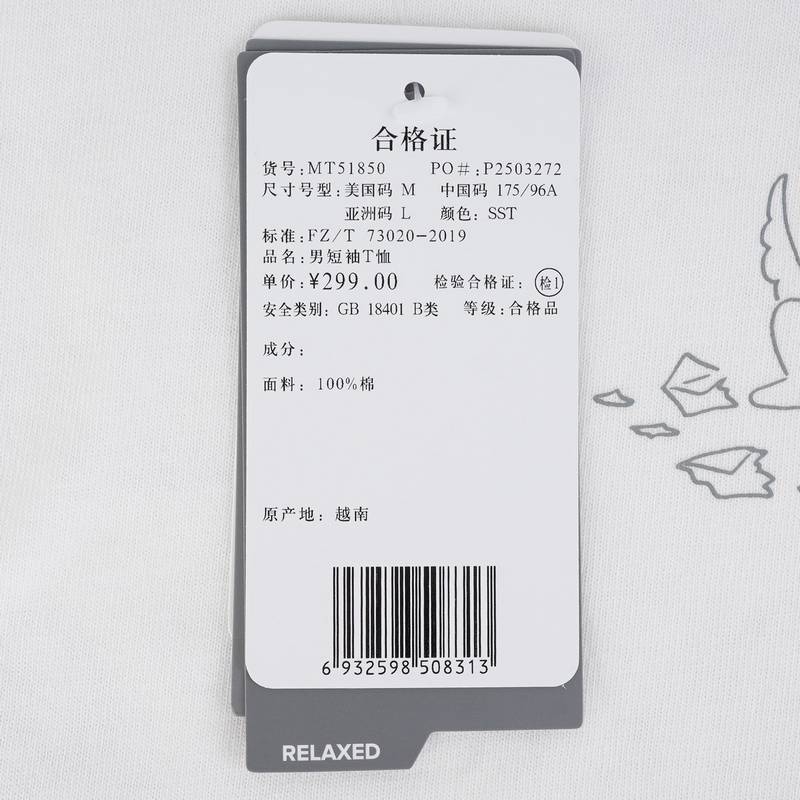 合格证
货号:MT51850 PO#:P2503272
尺寸号型:美国码 M 中国码 175/96A
亚洲码 L 颜色: SST
标准:FZ/T 73020-2019
品名:男短袖T恤
单价:¥299.00 检验合格证: 检1
安全类别: GB 18401 B类 等级:合格品
成分:
面料: 100%棉
原产地: 越南
6 932598 508313
RELAXED